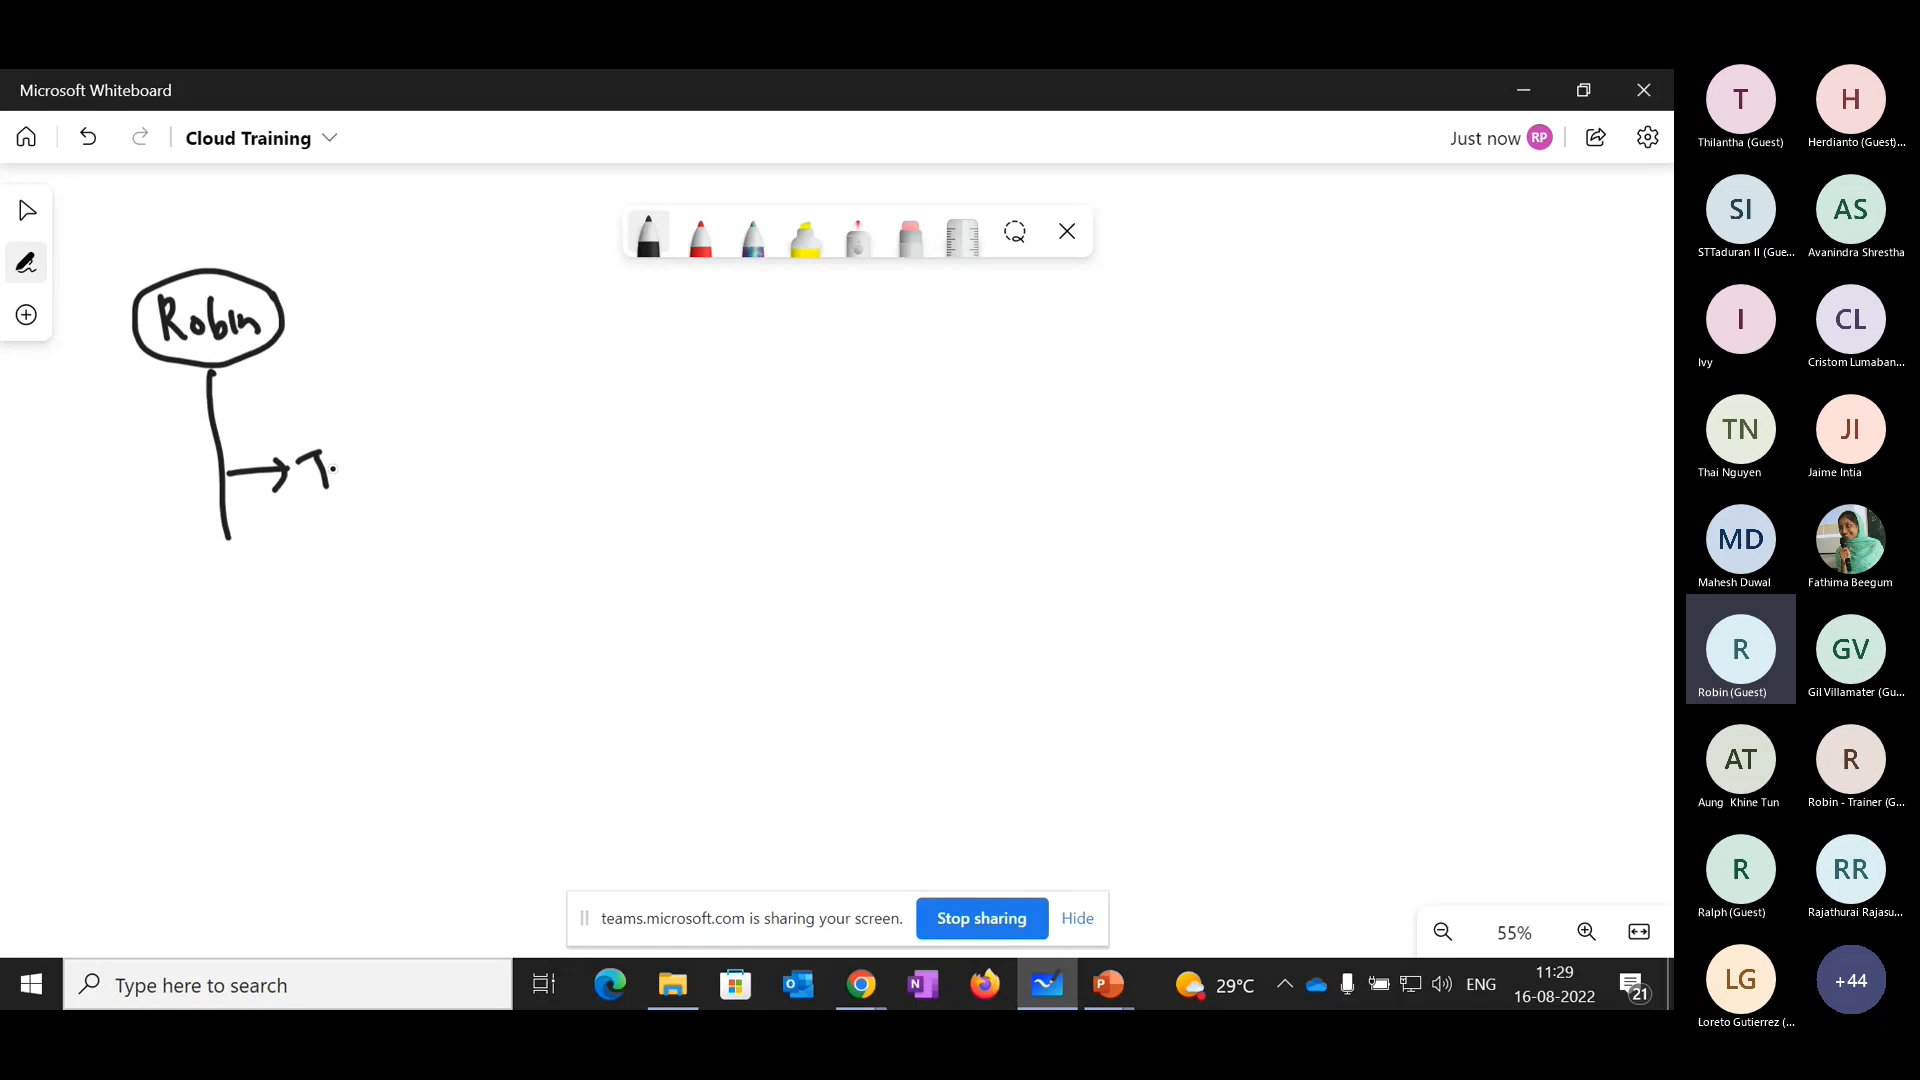 Microsoft Whiteboard
Cloud Training
Just now RP
Robin
T
teams.microsoft.com is sharing your screen. Stop sharing Hide
55%
Type here to search
29°C
ENG
11:29
16-08-2022
21
T
Thilantha (Guest)
H
Herdianto (Guest)...
SI
STTaduran II (Gue...
AS
Avanindra Shrestha
I
Ivy
CL
Cristom Lumaban...
TN
Thai Nguyen
JI
Jaime Intia
MD
Mahesh Duwal
Fathima Beegum
R
Robin (Guest)
GV
Gil Villamater (Gu...
AT
Aung Khine Tun
R
Robin - Trainer (G...
R
Ralph (Guest)
RR
Rajathurai Rajasu...
LG
Loreto Gutierrez (...
+44